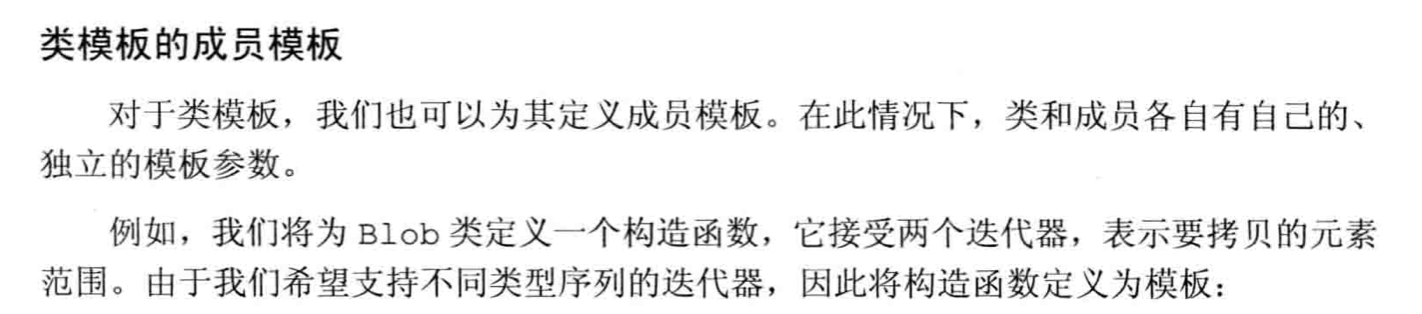 类模板的成员模板
对于类模板，我们也可以为其定义成员模板。在此情况下，类和成员各自有自己的、
独立的模板参数。
例如，我们将为 Blob 类定义一个构造函数，它接受两个迭代器，表示要拷贝的元素
范围。由于我们希望支持不同类型序列的迭代器，因此将构造函数定义为模板：